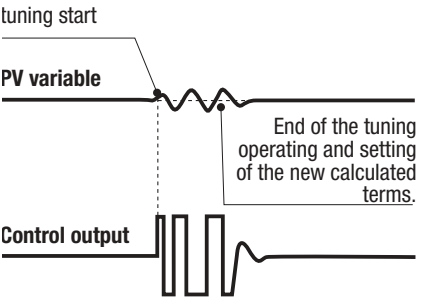 tuning start
PV variable
End of the tuning
operating and setting
of the new calculated
terms.
Control output